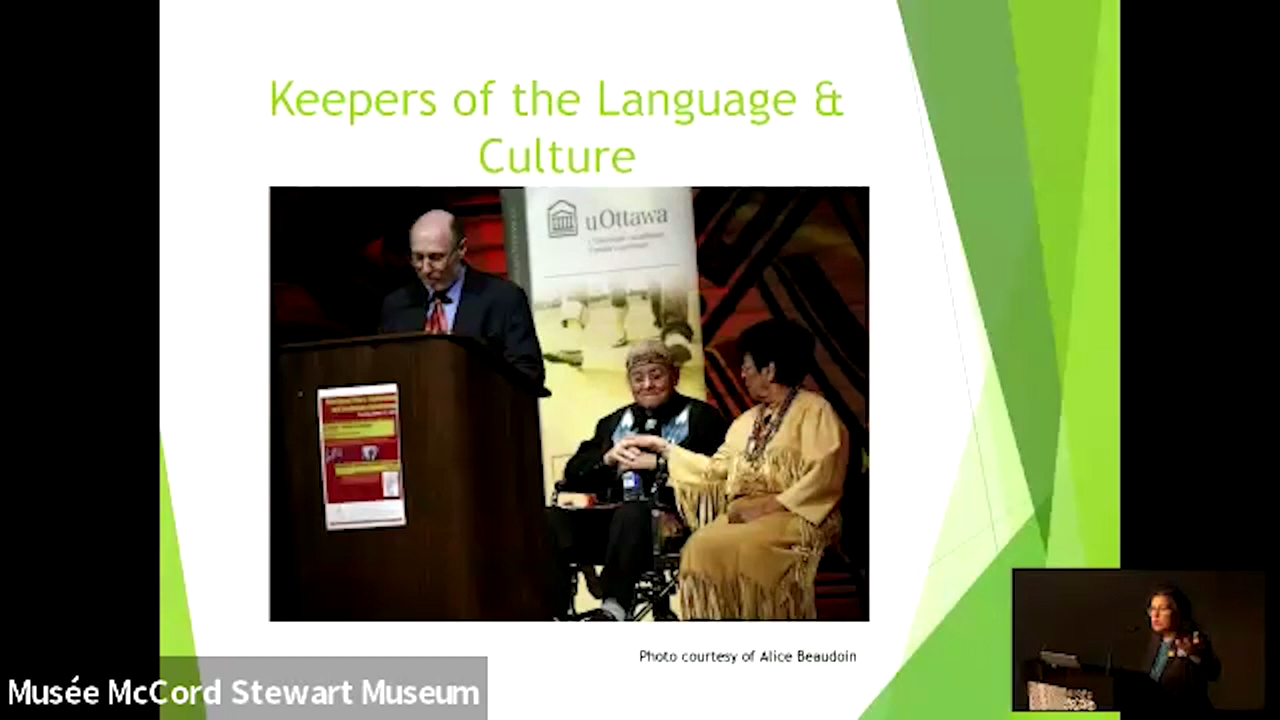 Keepers of the Language &
Culture
uOttawa
Photo courtesy of Alice Beaudoin
Musée McCord Stewart Museum